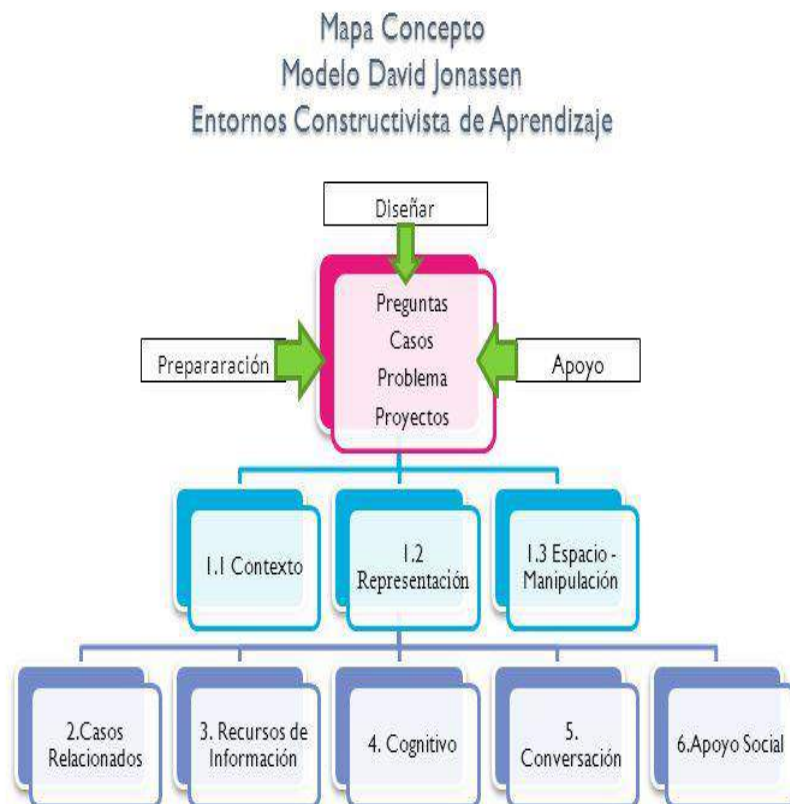 Mapa Concepto
Modelo David Jonassen
Entornos Constructivista de Aprendizaje
Diseñar
Preguntas
Casos
Problema
Proyectos
Prepararación
Apoyo
1.1 Contexto
1.2
Representación
1.3 Espacio -
Manipulación
2.Casos
Relacionados
3. Recursos de
Información
4. Cognitivo
5.
Conversación
6.Apoyo Social